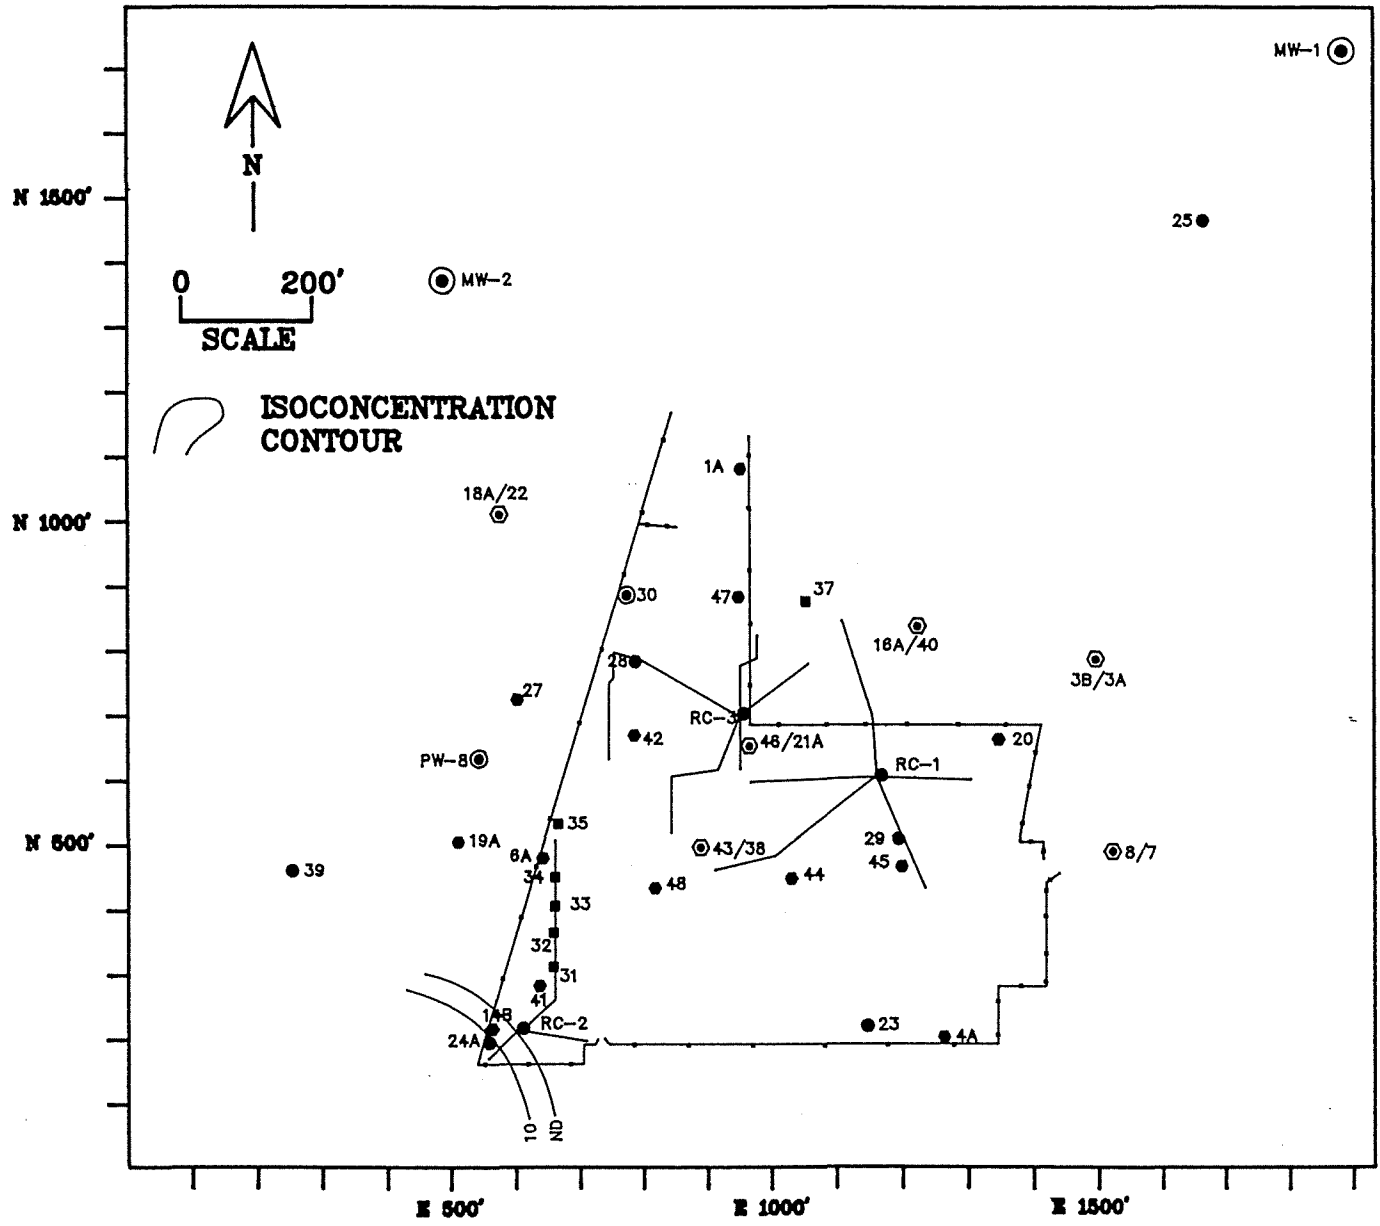 MW-1
N
N 1500'
25
0 200'
MW-2
SCALE
ISOCONCENTRATION
CONTOUR
1A
18A/22
N 1000'
30
47
37
16A/40
28
3B/3A
27
RC-3
42
46/21A
20
PW-8
RC-1
35
19A
29
N 500'
6A
43/38
8/7
39
34
45
48
44
33
32
31
41
14B
RC-2
23
24A
4A
10
ND
E 500'
E 1000'
E 1500'